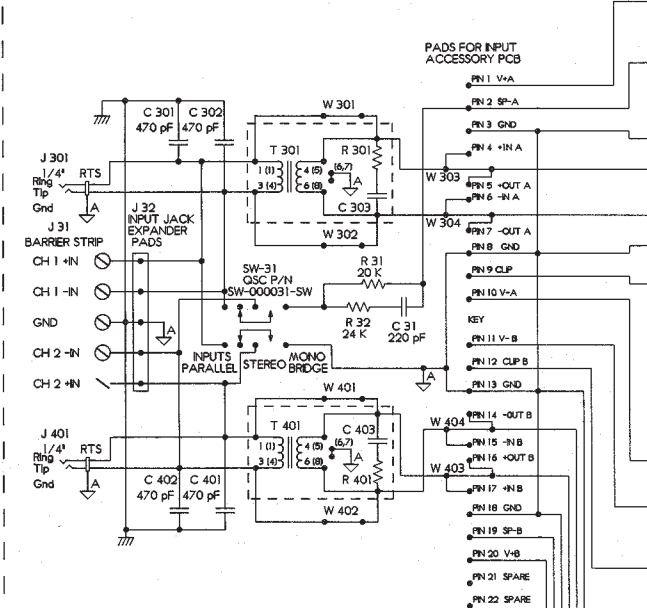 PADS FOR INPUT
ACCESSORY PCB
PIN 1 V+A
PIN 2 SP-A
PIN 3 GND
PIN 4 +IN A
PIN 5 +OUT A
PIN 6 -IN A
PIN 7 -OUT A
PIN 8 GND
PIN 9 CLIP
PIN 10 V-A
KEY
PIN 11 V-B
PIN 12 CLIP B
PIN 13 GND
PIN 14 -OUT B
PIN 15 -IN B
PIN 16 +OUT B
PIN 17 +IN B
PIN 18 GND
PIN 19 SP-B
PIN 20 V+B
PIN 21 SPARE
PIN 22 SPARE
W 303
W 304
W 404
W 403
C 301
470 pF
C 302
470 pF
W 301
T 301
1 (1)
3 (4)
4 (5)
6 (8)
(6,7)
A
R 301
C 303
W 302
J 301
1/4"
RTS
Ring
Tip
Gnd
A
J 31
BARRIER STRIP
J 32
INPUT JACK
EXPANDER
PADS
CH 1 +IN
CH 1 -IN
GND
A
CH 2 -IN
CH 2 +IN
SW-31
QSC P/N
SW-000031-SW
INPUTS
PARALLEL
STEREO
MONO
BRIDGE
R 31
20 K
R 32
24 K
C 31
220 pF
A
W 401
T 401
1 (1)
3 (4)
4 (5)
6 (8)
(6,7)
A
C 403
R 401
W 402
J 401
1/4"
RTS
Ring
Tip
Gnd
A
C 402
470 pF
C 401
470 pF